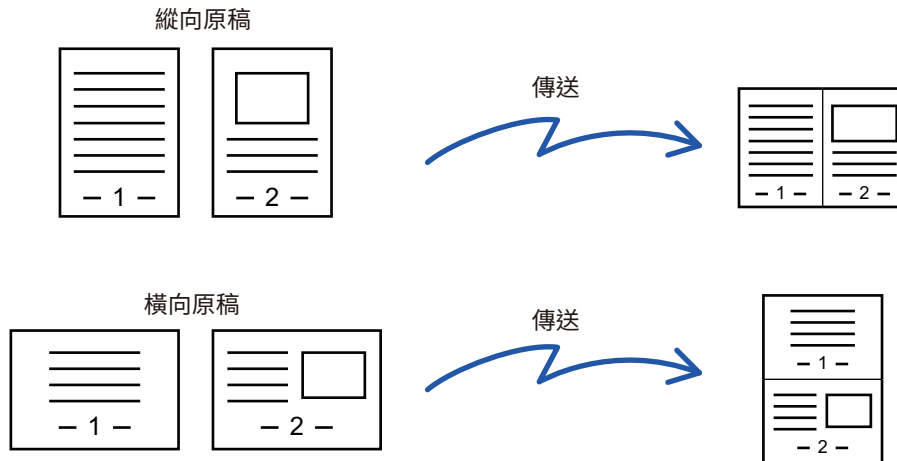 縱向原稿
傳送
– 1 –
– 2 –
– 1 –
– 2 –
橫向原稿
傳送
– 1 –
– 2 –
– 1 –
– 2 –